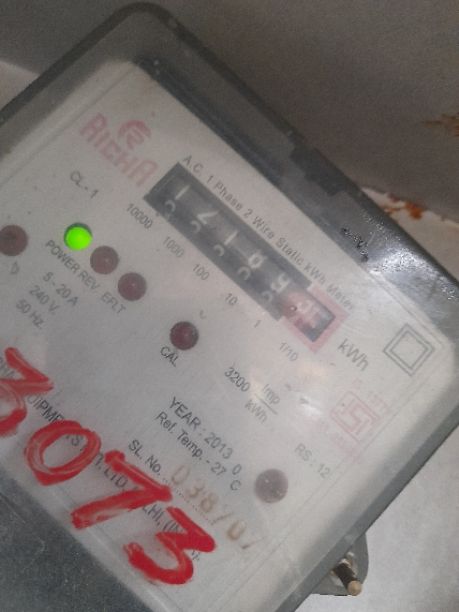 RICHA
A.C. 1 Phase 2 Wire Static kWh Meter
CL.-1
10000 1000 100 10 1 1/10
kWh
POWER REV. E/LT
5 - 20 A
240 V.
50 Hz
CAL
3200 Imp
kWh
YEAR : 2013
Ref. Temp. - 27 0 C
RS : 12
SL. No.
3073